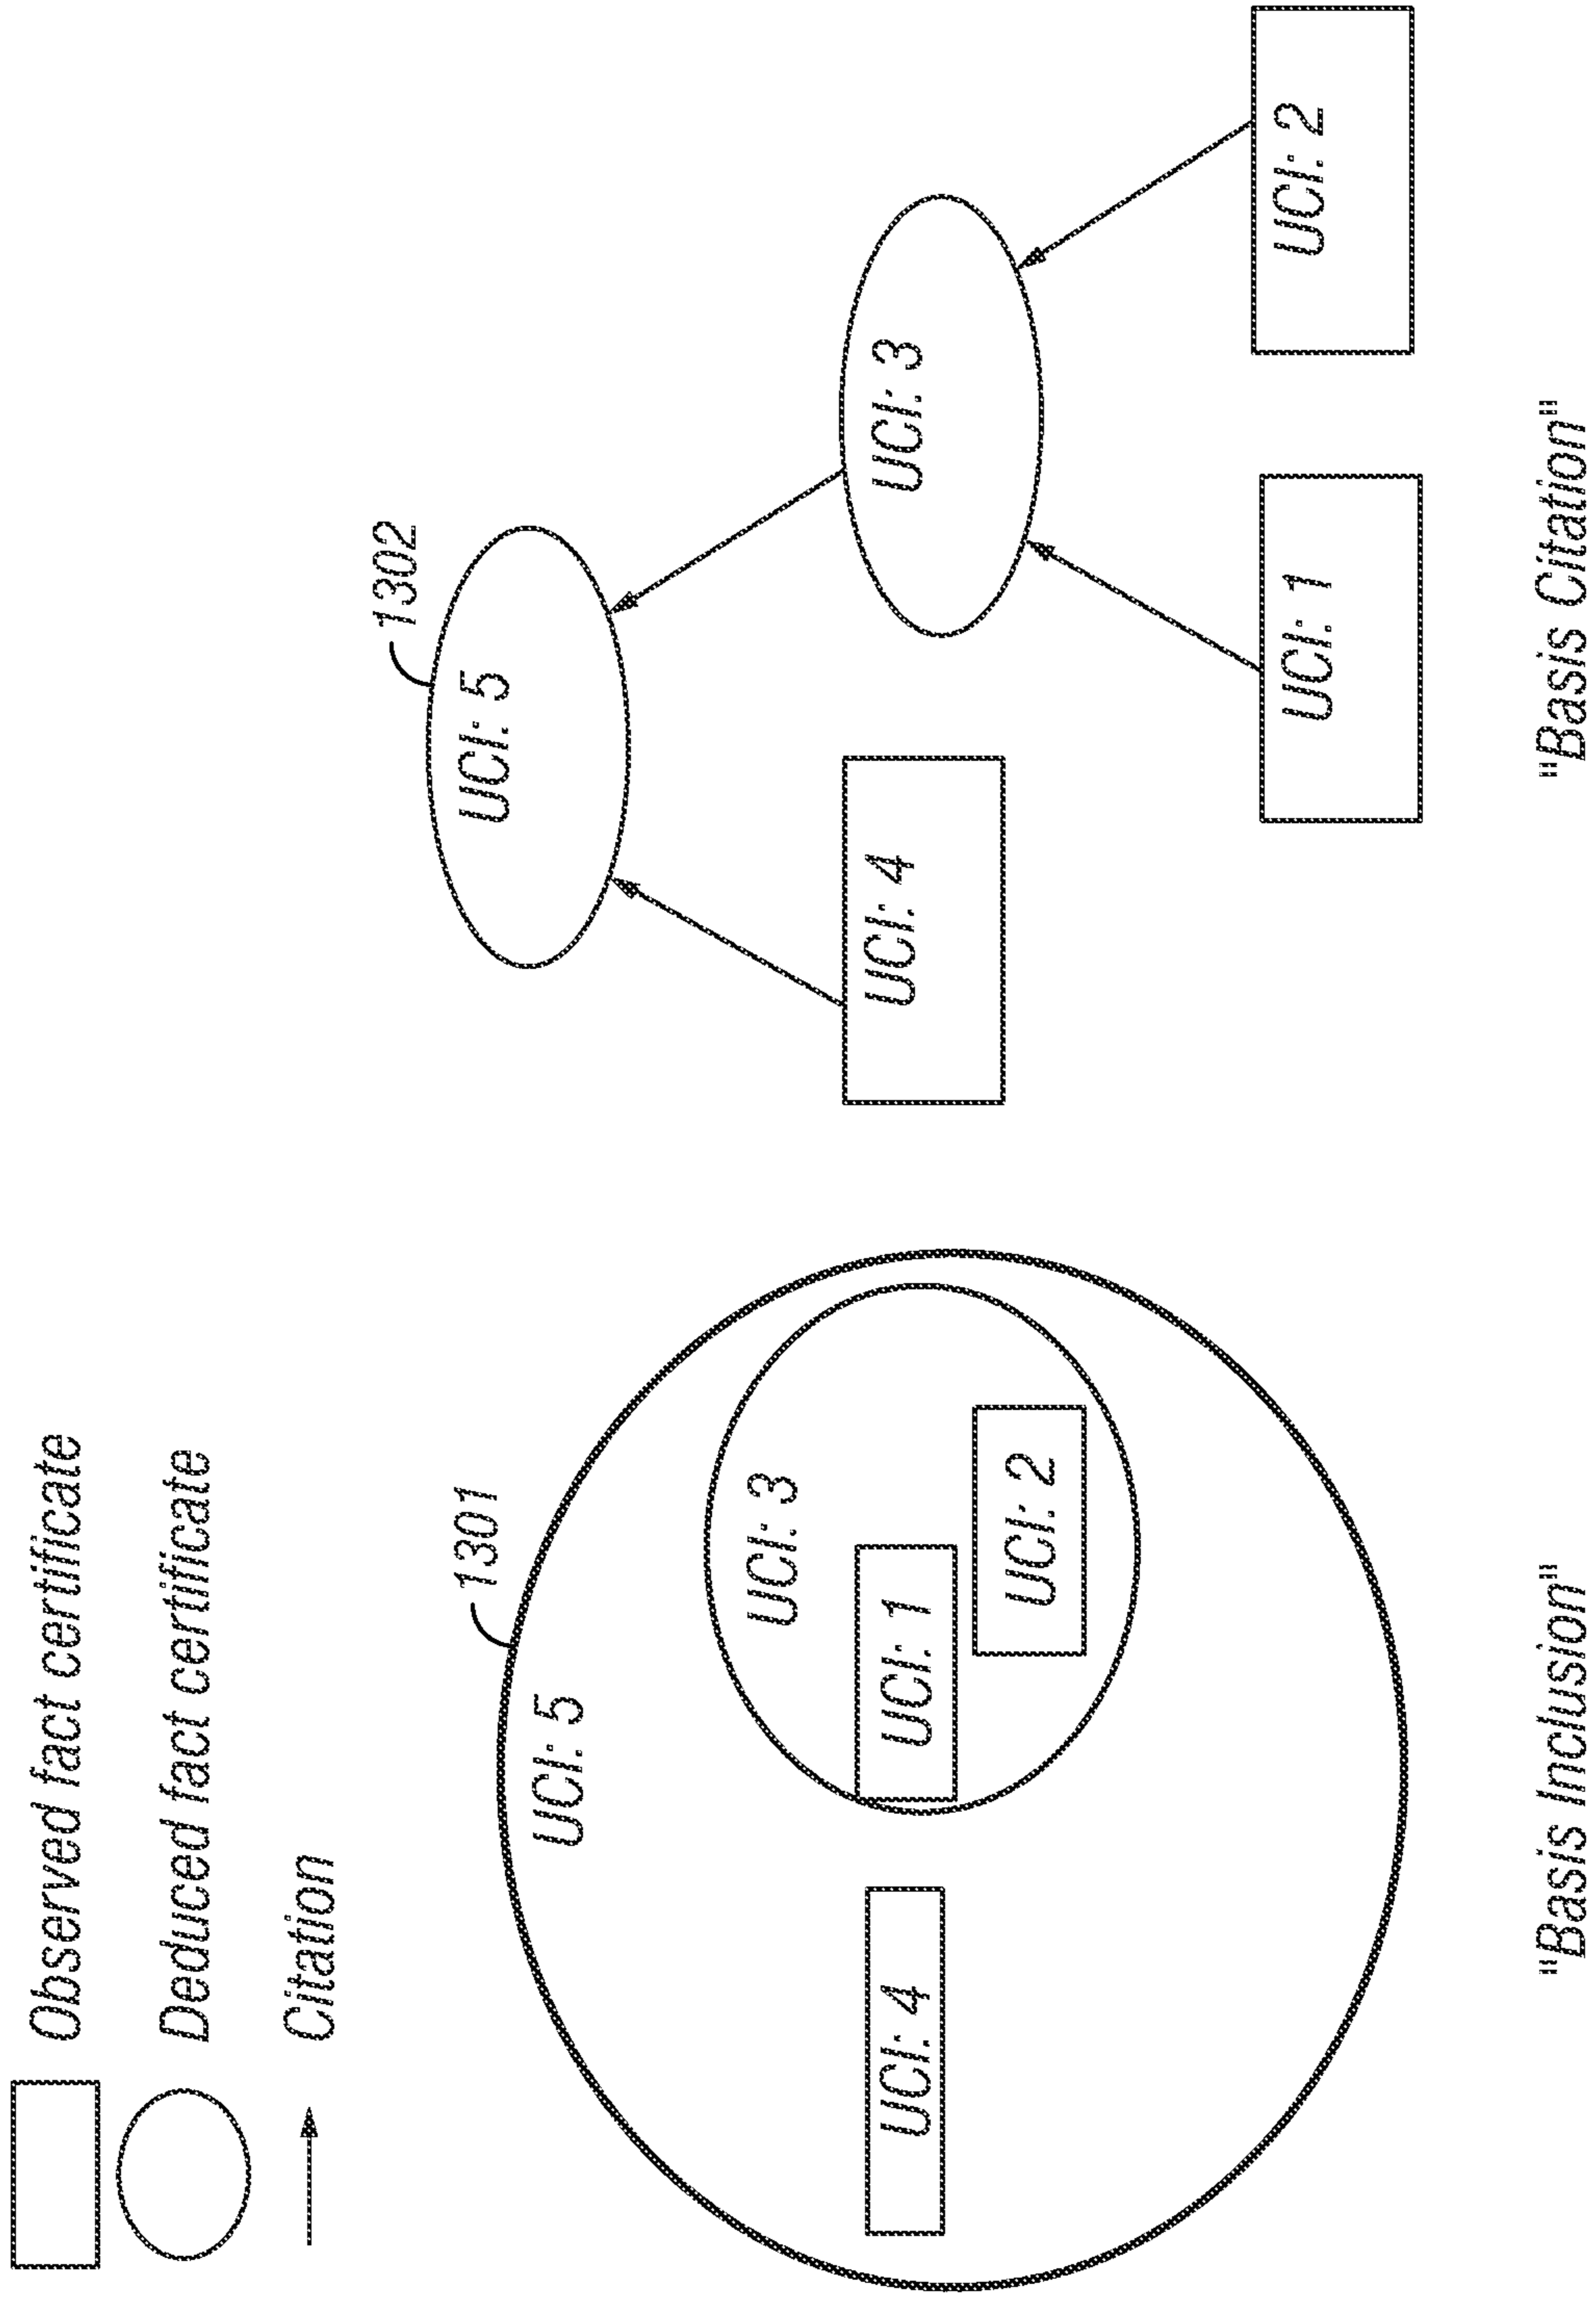 Observed fact certificate
Deduced fact certificate
Citation
1301
UCI: 5
UCI: 3
UCI: 4
UCI: 1
UCI: 2
"Basis Inclusion"
1302
UCI: 5
UCI: 4
UCI: 3
UCI: 1
UCI: 2
"Basis Citation"